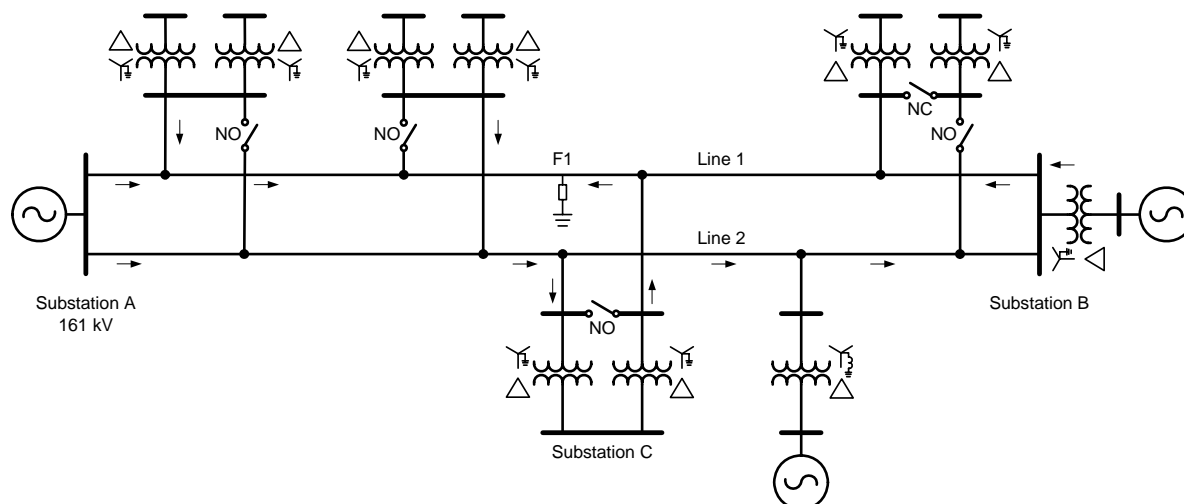 NO
NO
NC
NO
F1
Line 1
Line 2
Substation A
161 kV
NO
Substation B
Substation C